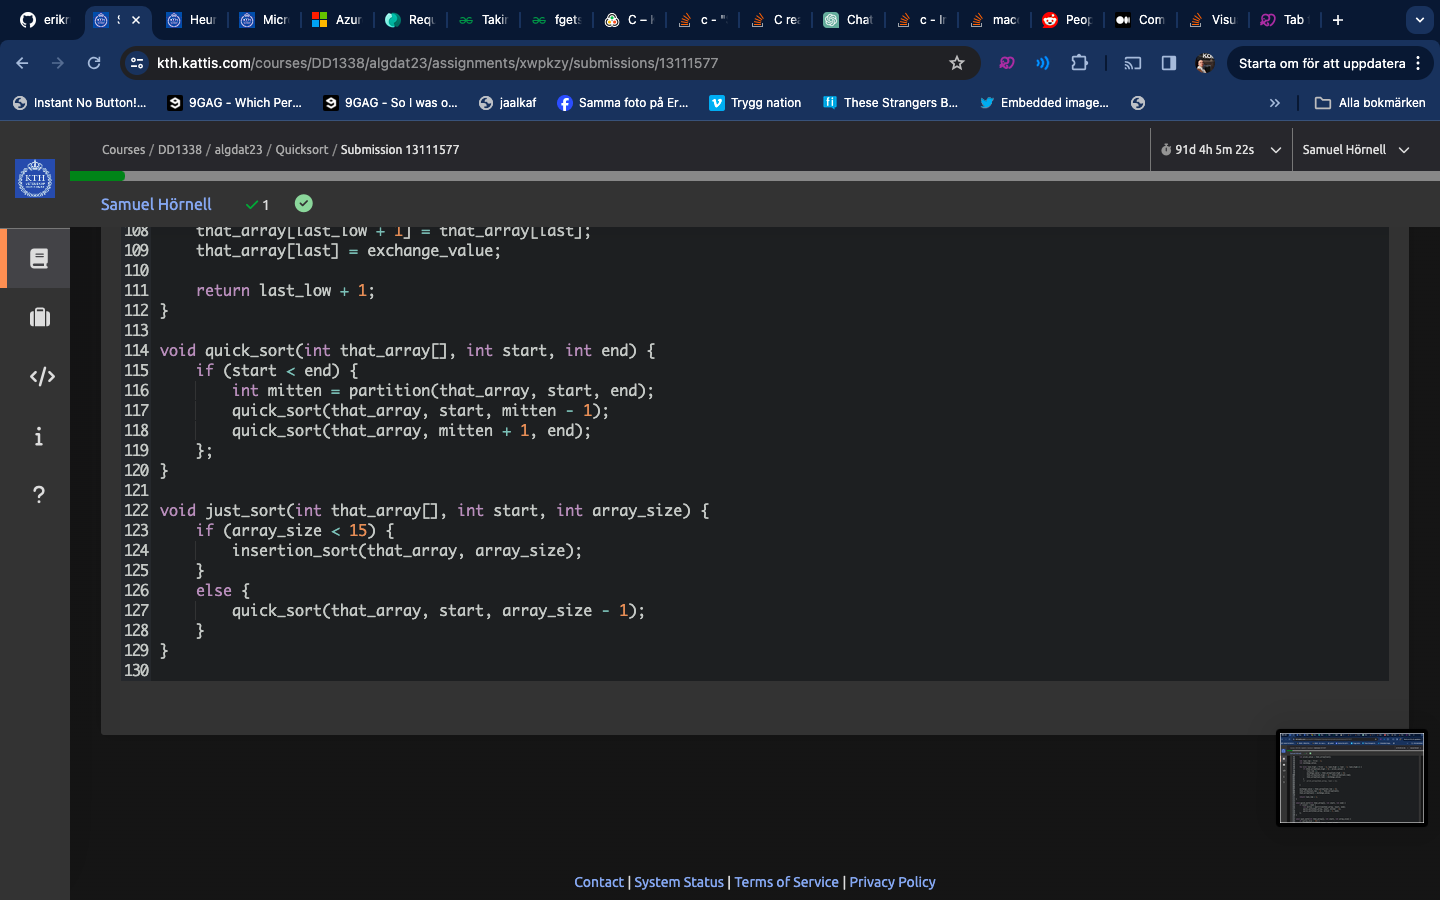 erikr
S
Heur
Micr
Azur
Requ
Takir
fgets
C – I
c - "
C rea
Chat
c - Ir
macc
Peop
Com
Visu
Tab
kth.kattis.com/courses/DD1338/algdat23/assignments/xwpkzy/submissions/13111577
Starta om för att uppdatera
Instant No Button!...
9GAG - Which Per...
9GAG - So I was o...
jaalkaf
Samma foto på Er...
Trygg nation
These Strangers B...
Embedded image...
»
Alla bokmärken
KTH
Courses / DD1338 / algdat23 / Quicksort / Submission 13111577
91d 4h 5m 22s
Samuel Hörnell
Samuel Hörnell
1
108 that_array[last_low + 1] = that_array[last];
109 that_array[last] = exchange_value;
110
111 return last_low + 1;
112 }
113
114 void quick_sort(int that_array[], int start, int end) {
115 if (start < end) {
116 int mitten = partition(that_array, start, end);
117 quick_sort(that_array, start, mitten - 1);
118 quick_sort(that_array, mitten + 1, end);
119 };
120 }
121
122 void just_sort(int that_array[], int start, int array_size) {
123 if (array_size < 15) {
124 insertion_sort(that_array, array_size);
125 }
126 else {
127 quick_sort(that_array, start, array_size - 1);
128 }
129 }
130
Contact | System Status | Terms of Service | Privacy Policy